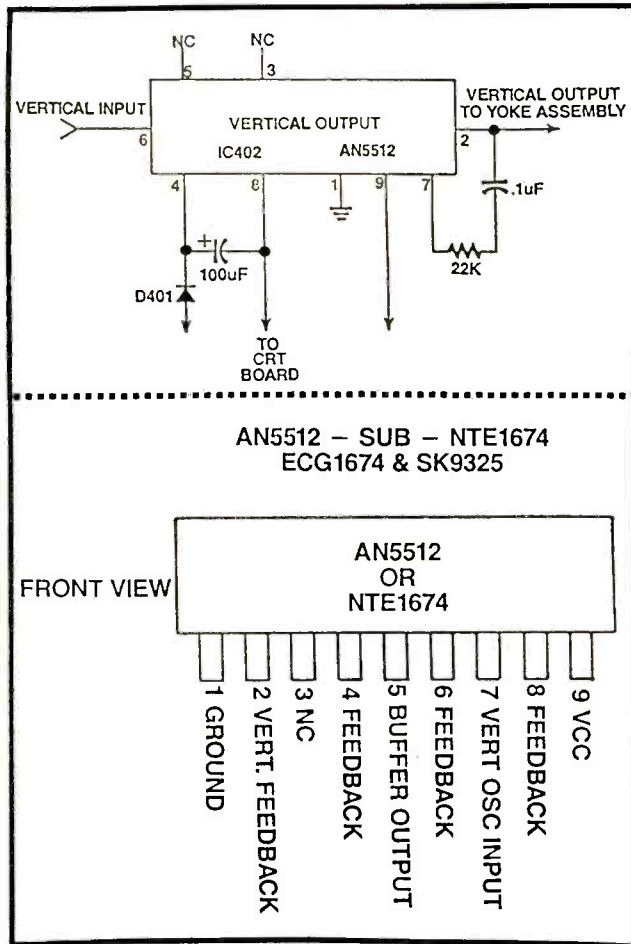 NC NC
5 3
VERTICAL INPUT
6
VERTICAL OUTPUT
IC402 AN5512
2
VERTICAL OUTPUT
TO YOKE ASSEMBLY
4 8 1 9 7
.1uF
+
100uF
22K
D401
TO
CRT
BOARD
AN5512 – SUB – NTE1674
ECG1674 & SK9325
FRONT VIEW
AN5512
OR
NTE1674
1 GROUND
2 VERT. FEEDBACK
3 NC
4 FEEDBACK
5 BUFFER OUTPUT
6 FEEDBACK
7 VERT OSC INPUT
8 FEEDBACK
9 VCC